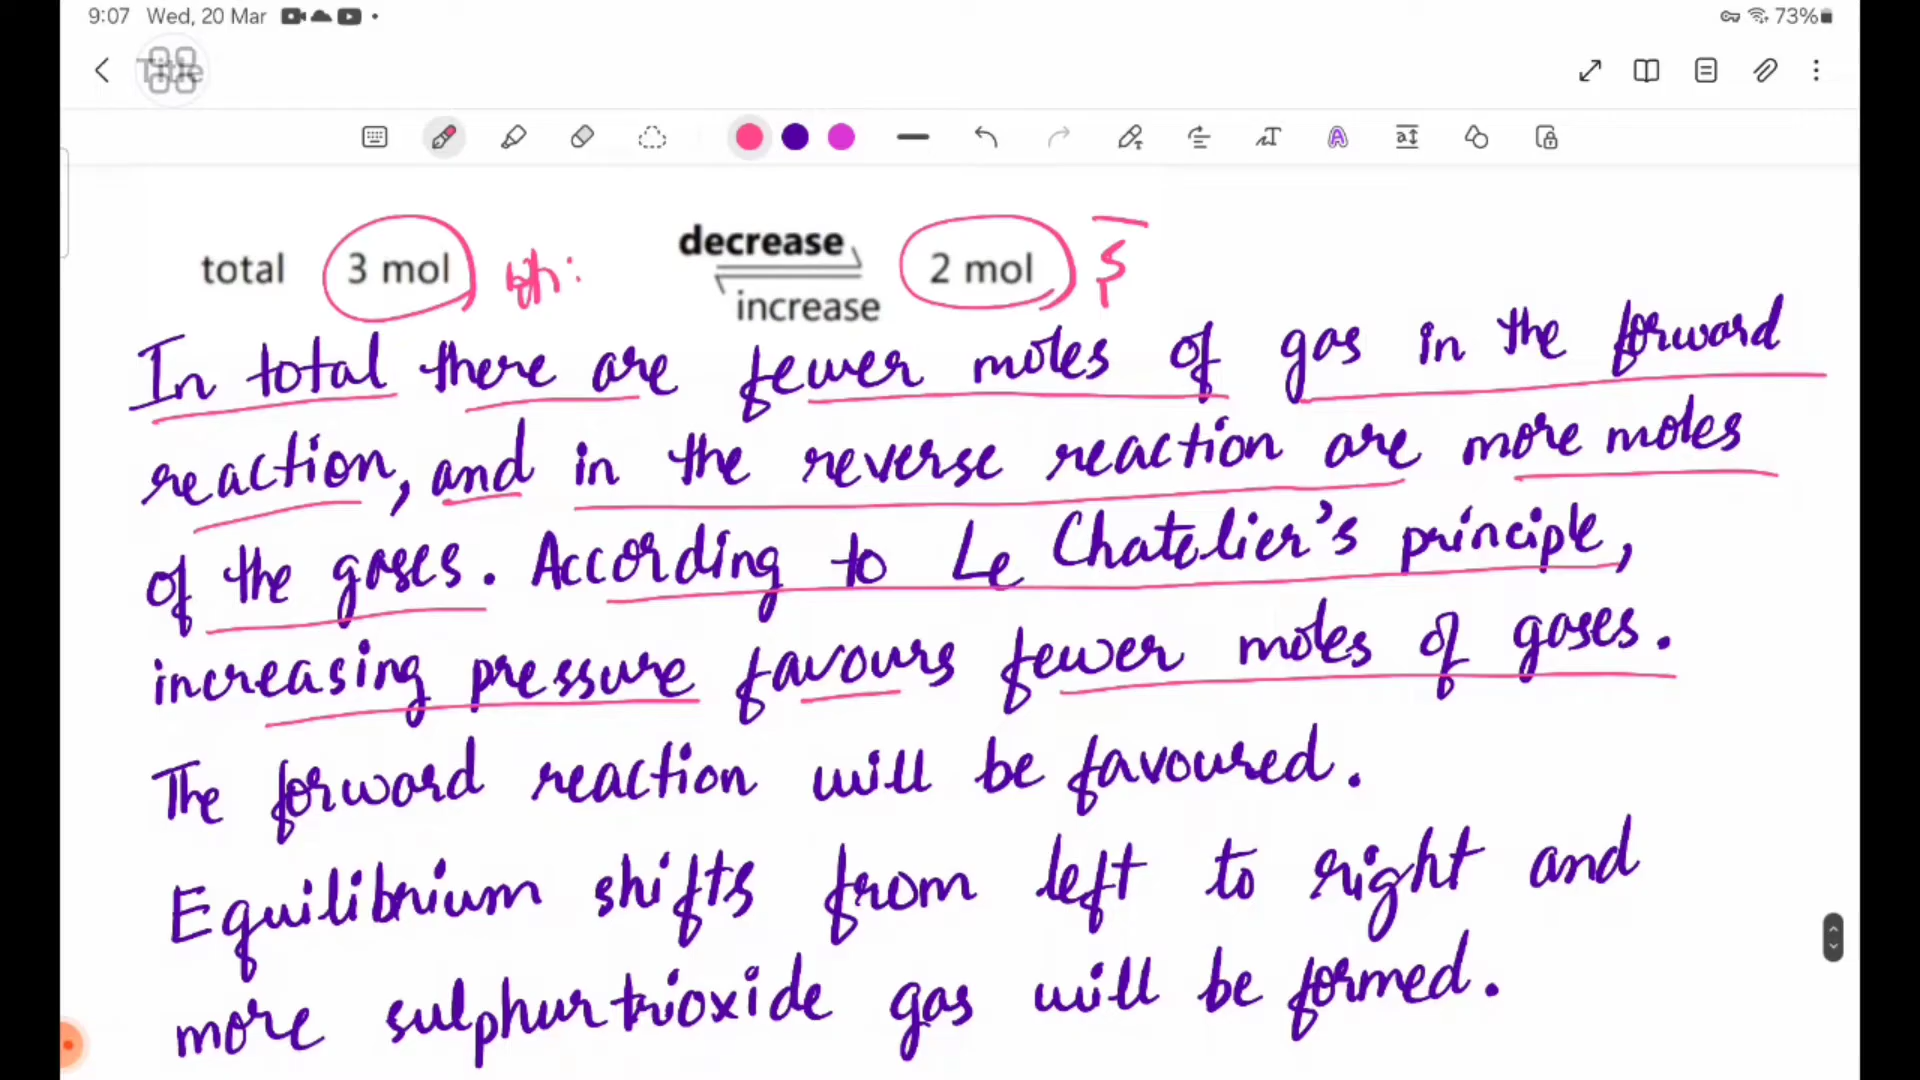 9:07 Wed, 20 Mar
73%
Title
total 3 mol decrease 2 mol
increase
In total there are fewer moles of gas in the forward
reaction, and in the reverse reaction are more moles
of the gases. According to Le Chatelier's principle,
increasing pressure favours fewer moles of gases.
The forward reaction will be favoured.
Equilibrium shifts from left to right and
more sulphurtrioxide gas will be formed.